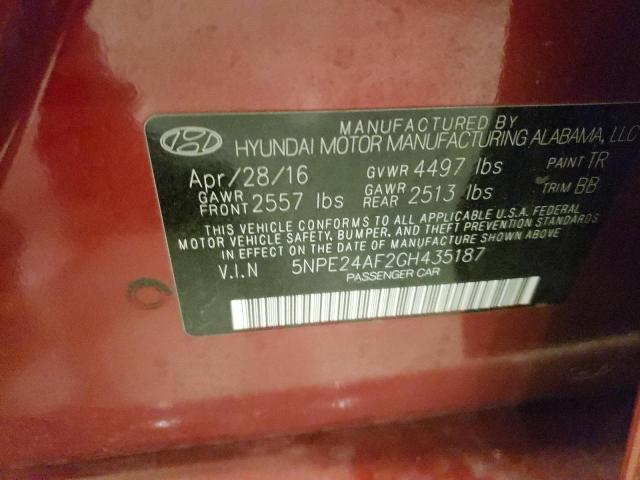 MANUFACTURED BY
HYUNDAI MOTOR MANUFACTURING ALABAMA, LLC
Apr/28/16 GVWR 4497 lbs PAINT TR
GAWR FRONT 2557 lbs GAWR REAR 2513 lbs TRIM BB
THIS VEHICLE CONFORMS TO ALL APPLICABLE U.S.A. FEDERAL
MOTOR VEHICLE SAFETY, BUMPER, AND THEFT PREVENTION
STANDARDS IN EFFECT ON THE DATE OF MANUFACTURE SHOWN ABOVE
V.I.N 5NPE24AF2GH435187
PASSENGER CAR